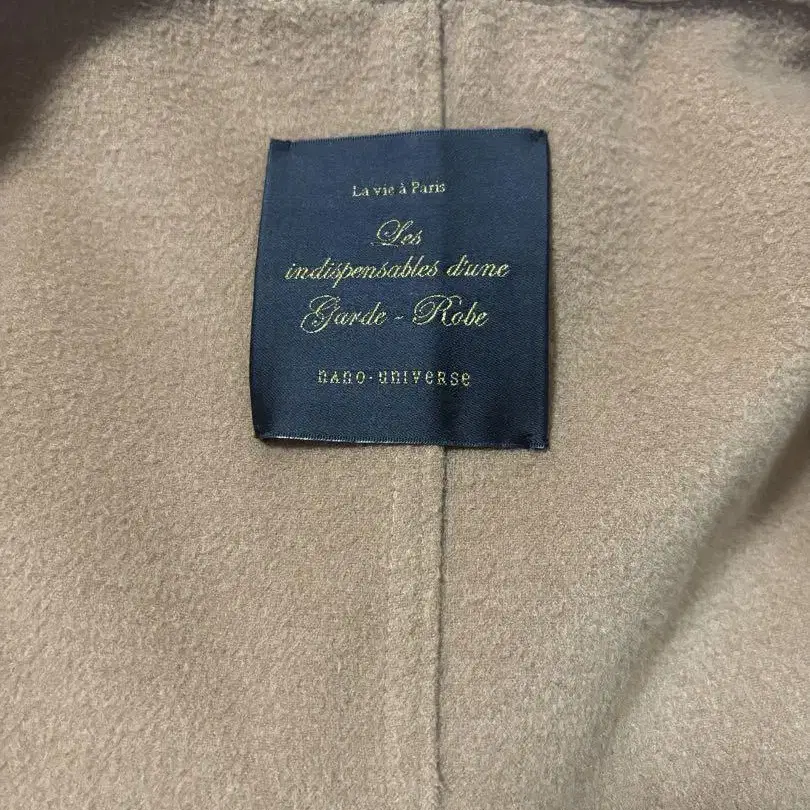 La vie à Paris
Les
indispensables d'une
Garde - Robe
nano·universe